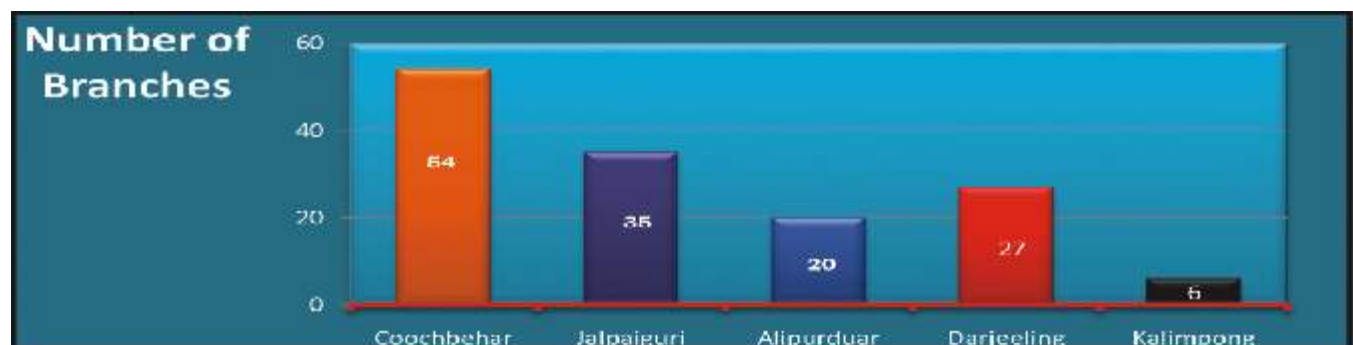 Number of
Branches
60
40
20
0
54
35
20
27
6
Coochbehar
Jalpaiguri
Alipurduar
Darjeeling
Kalimpong